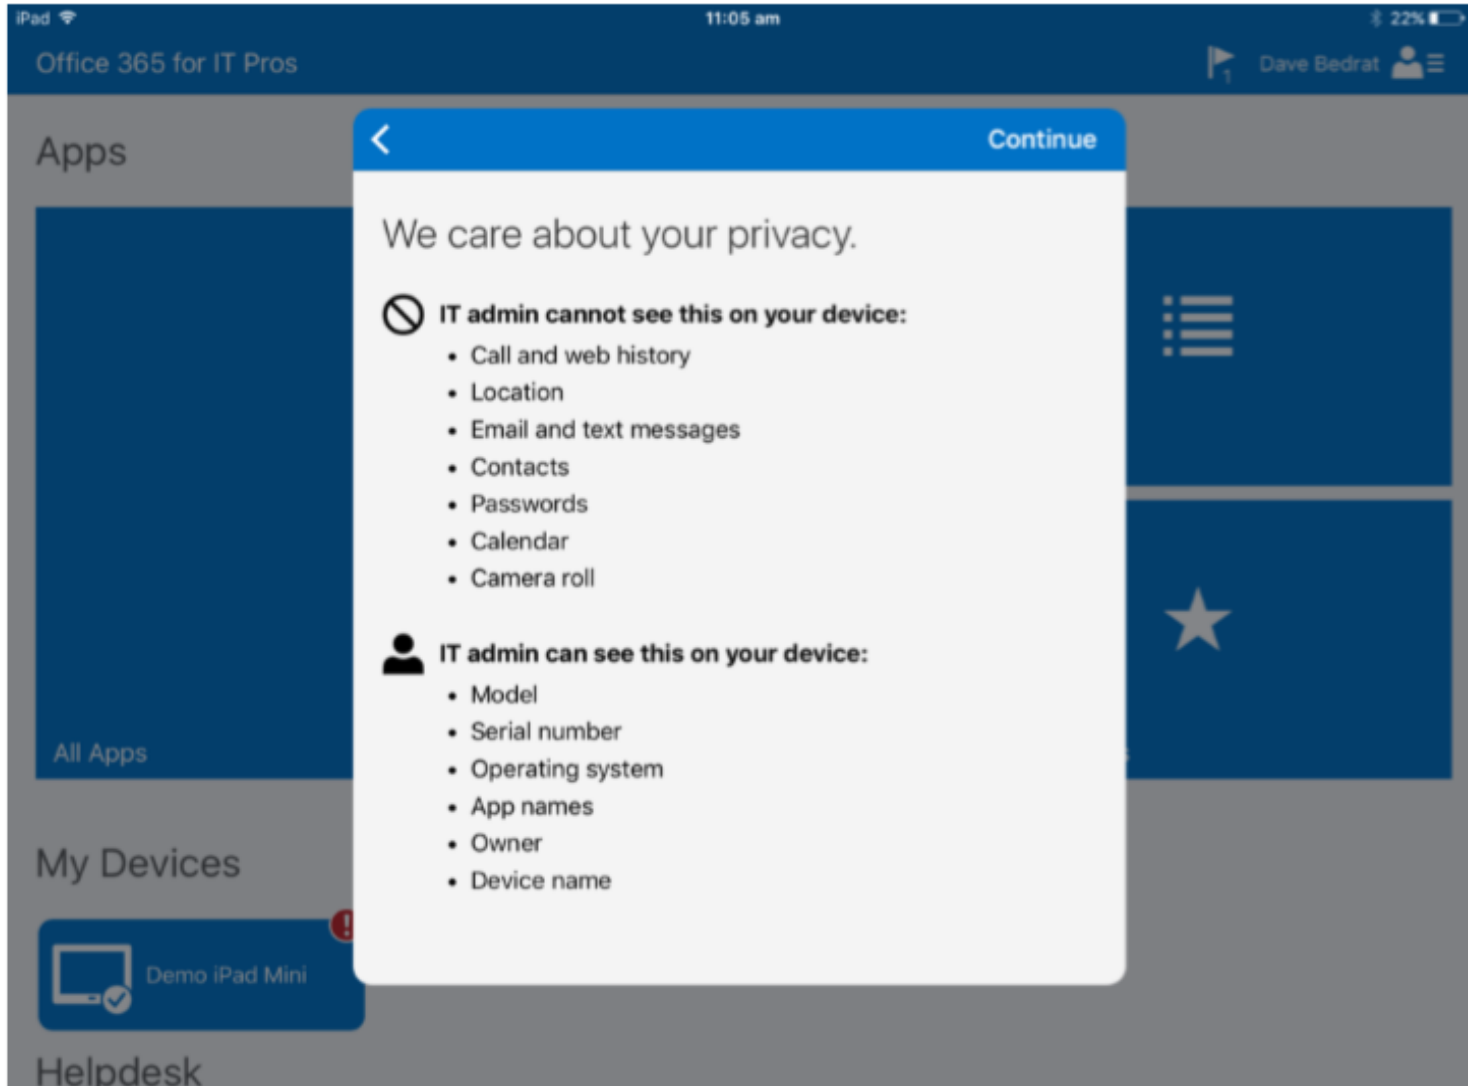 iPad 11:05 am 22%
Office 365 for IT Pros 1 Dave Bedrat
Apps
Continue
We care about your privacy.
IT admin cannot see this on your device:
• Call and web history
• Location
• Email and text messages
• Contacts
• Passwords
• Calendar
• Camera roll
IT admin can see this on your device:
• Model
• Serial number
• Operating system
• App names
• Owner
• Device name
All Apps
My Devices
Demo iPad Mini
Helpdesk